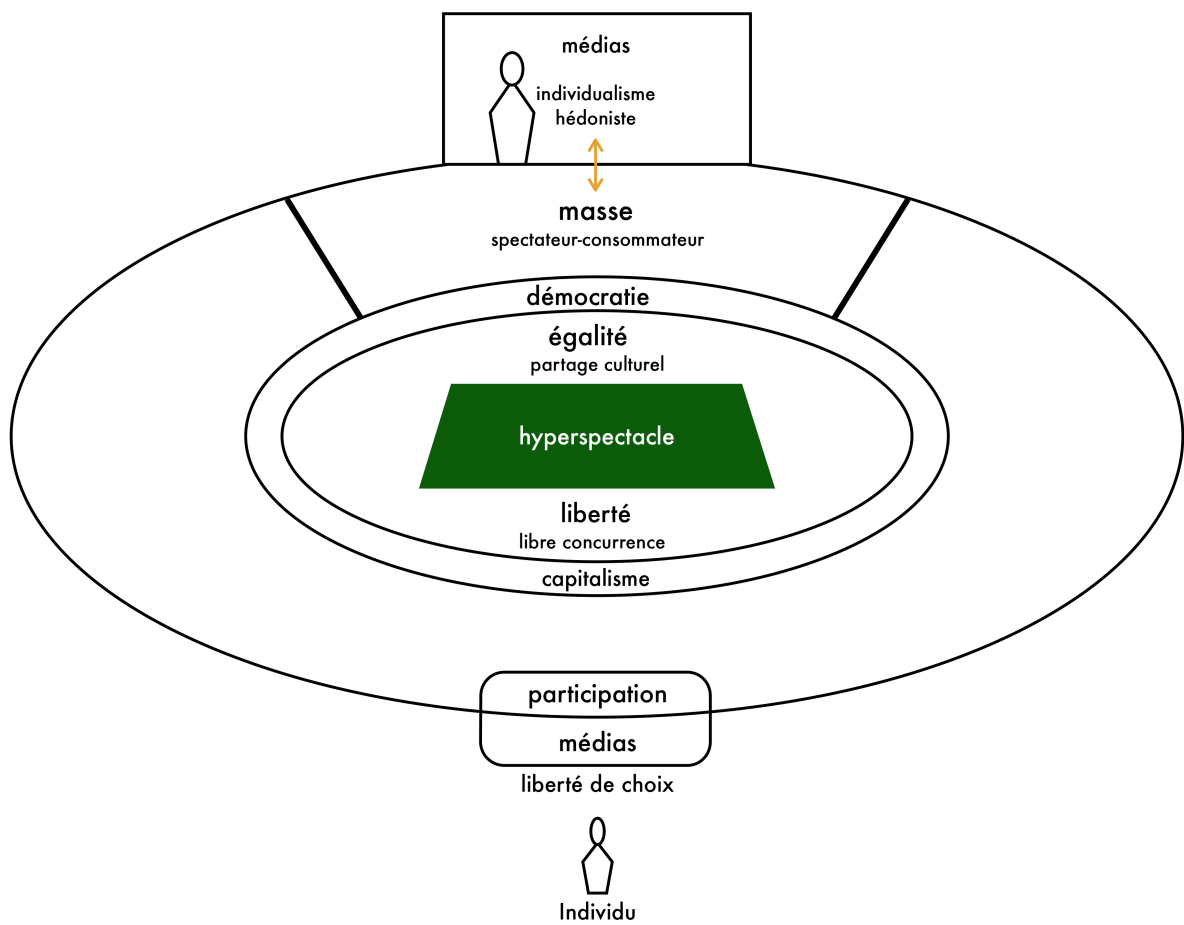 médias
individualisme
hédoniste
masse
spectateur-consommateur
démocratie
égalité
partage culturel
hyperspectacle
liberté
libre concurrence
capitalisme
participation
médias
liberté de choix
Individu